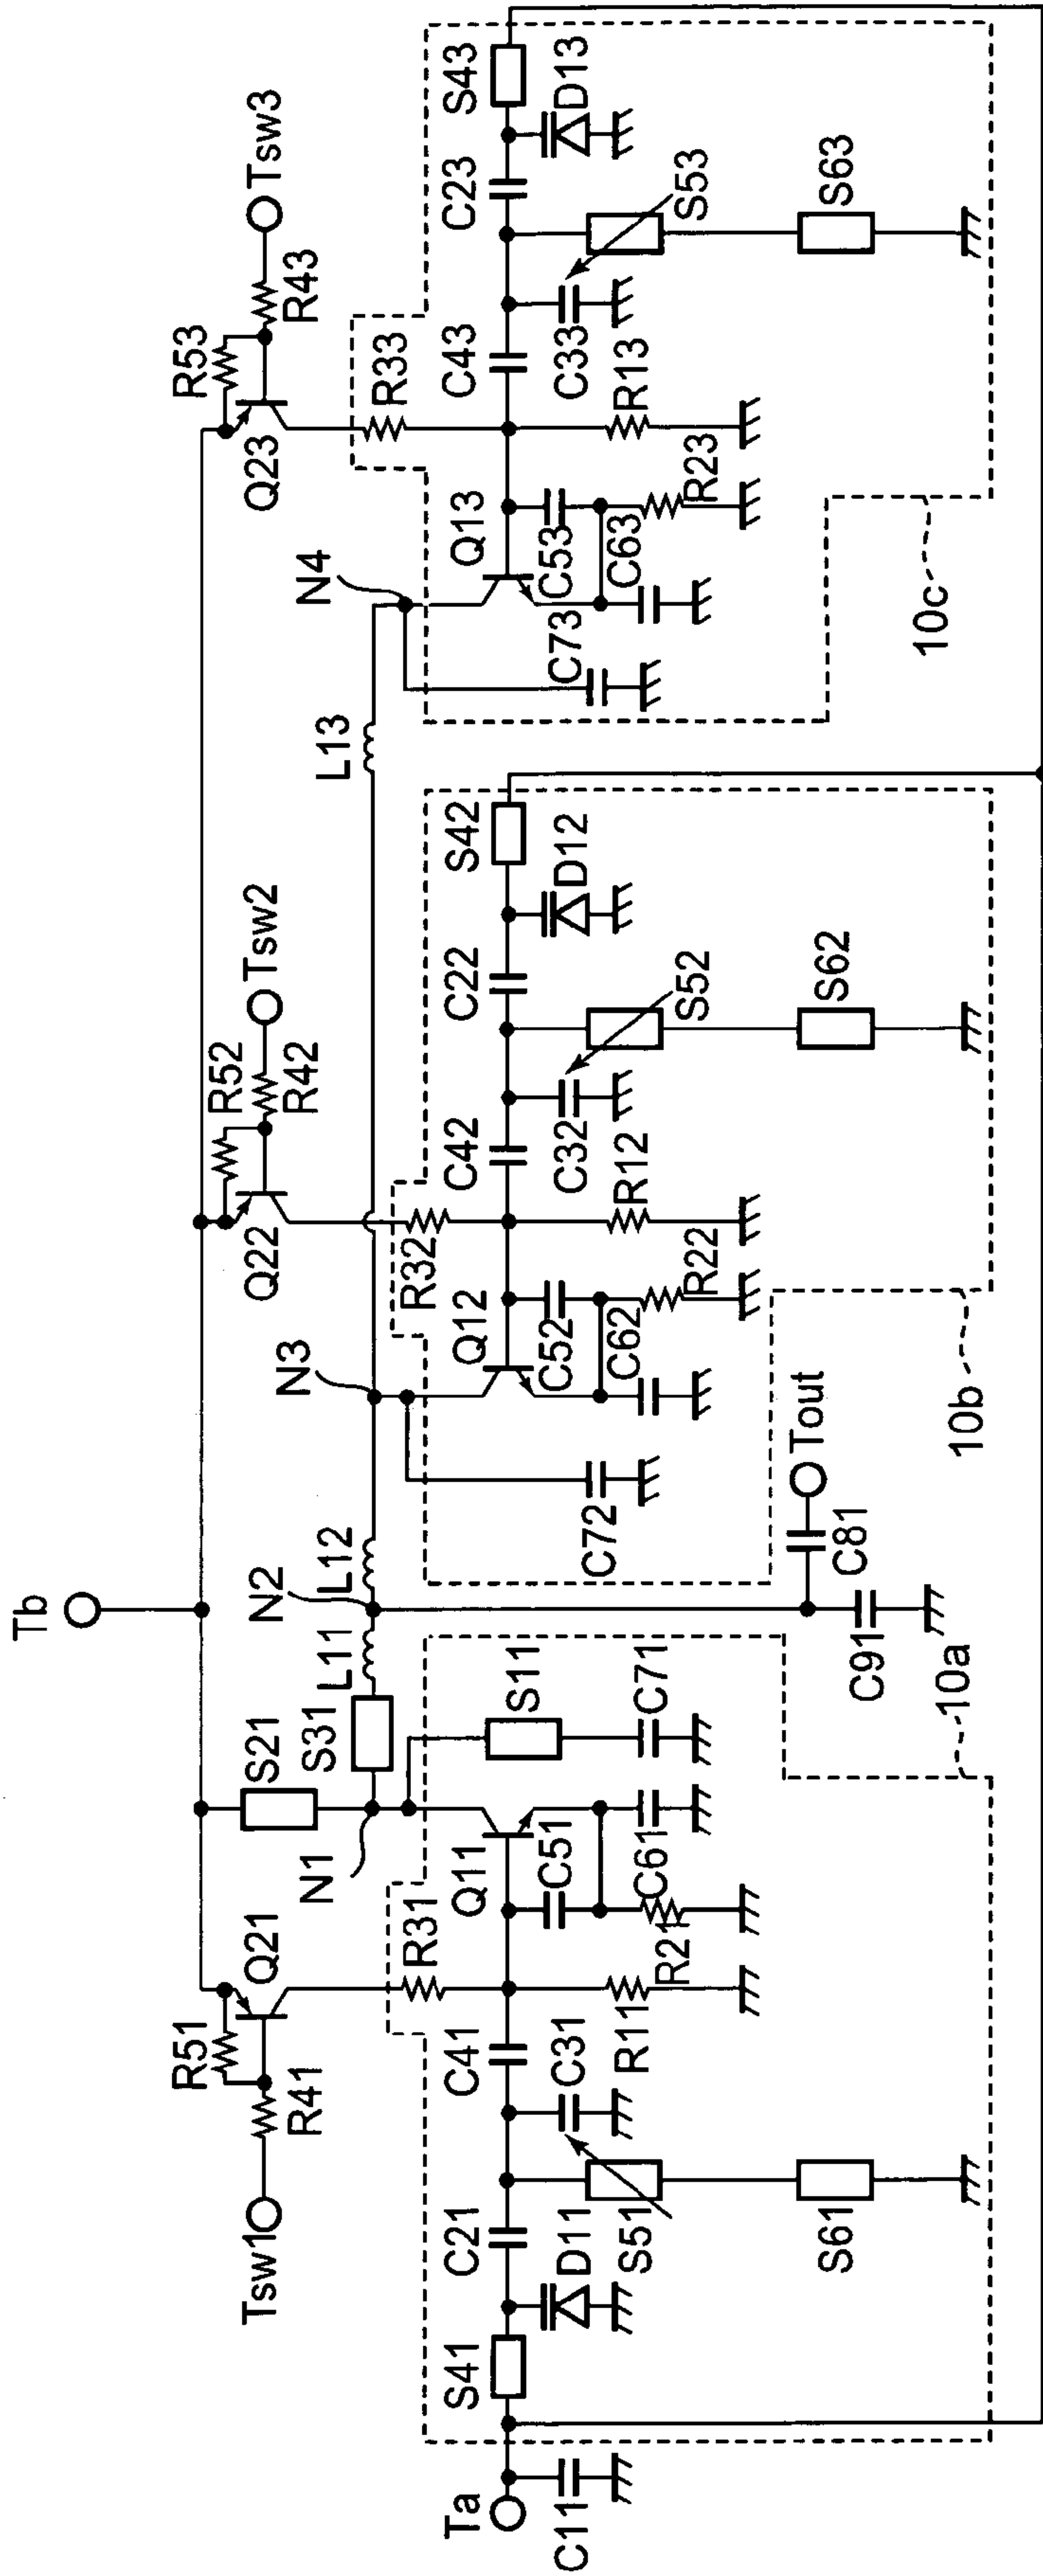 Tb
Tsw1
R51
R41
Q21
S21
S31
L11
N2
L12
N1
R52
R42
Tsw2
Q22
N3
L13
R53
R43
Tsw3
Q23
N4
R31
Q11
S11
C71
C51
C61
R21
R11
C41
C31
C21
D11
S51
S61
S41
Ta
C11
10a
C91
C81
Tout
R32
Q12
C72
C52
C62
R22
R12
C42
C32
C22
S52
S62
D12
S42
10b
R33
Q13
C73
C53
C63
R23
R13
C43
C33
C23
S53
S63
D13
S43
10c